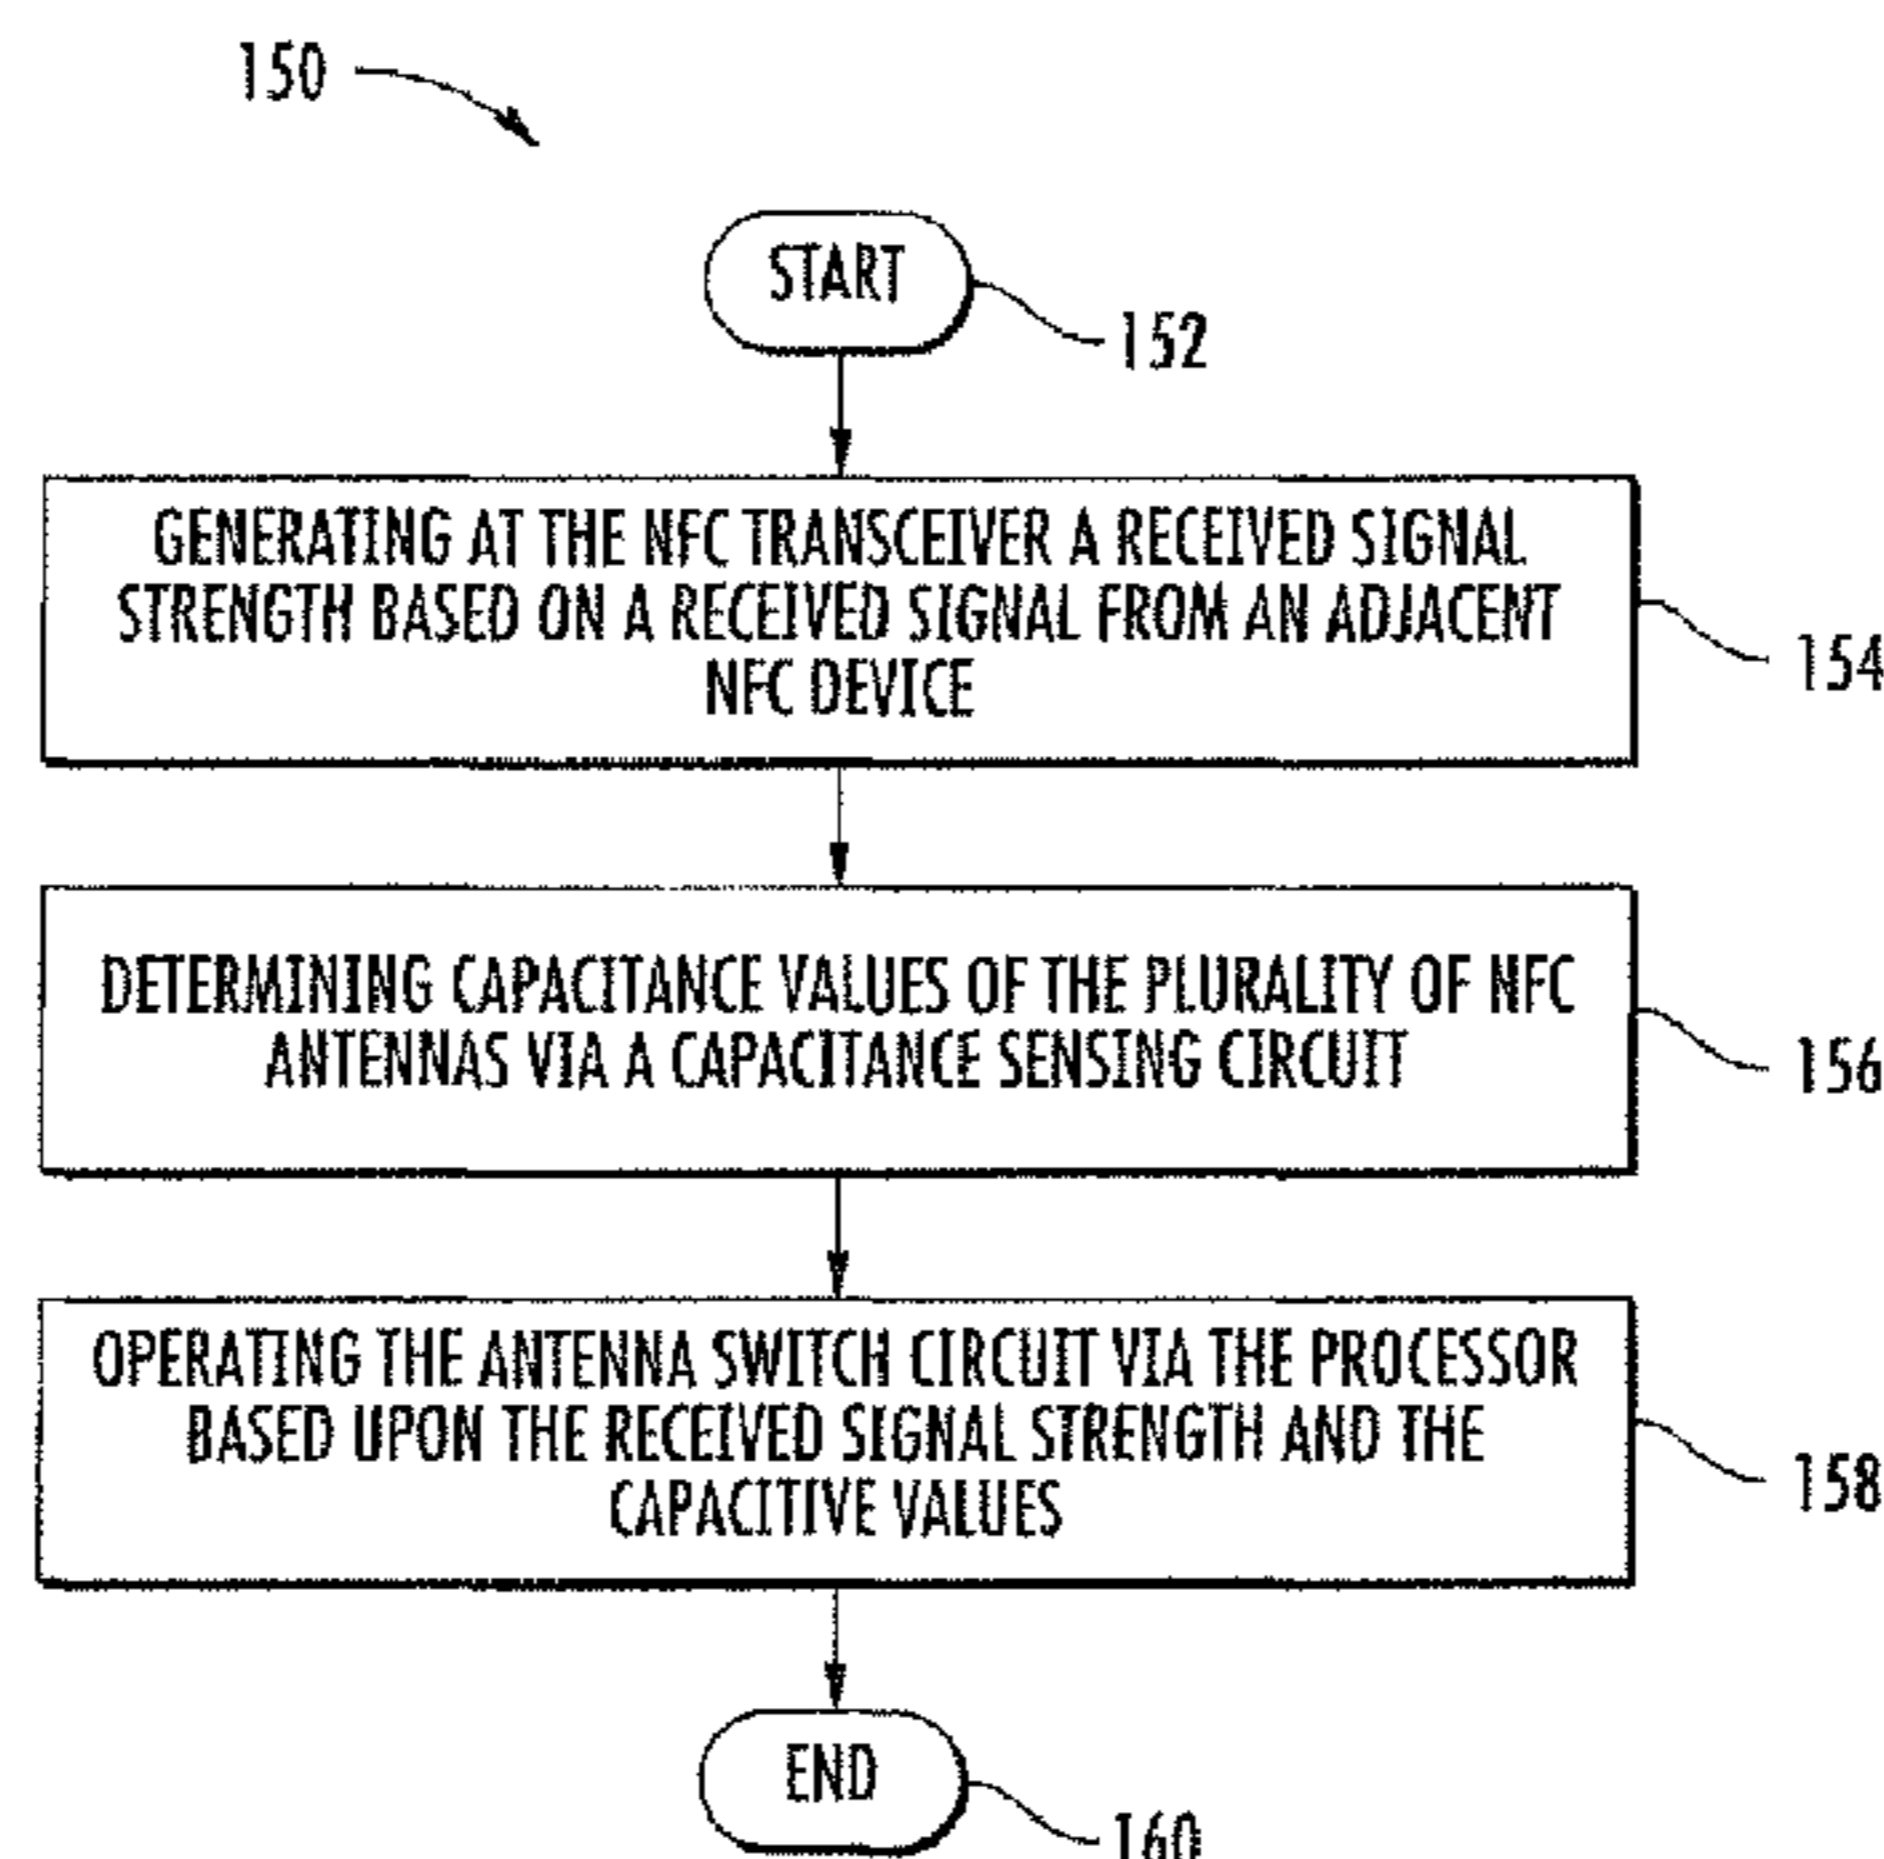 150
START
152
GENERATING AT THE NFC TRANSCEIVER A RECEIVED SIGNAL
STRENGTH BASED ON A RECEIVED SIGNAL FROM AN ADJACENT
NFC DEVICE
154
DETERMINING CAPACITANCE VALUES OF THE PLURALITY OF NFC
ANTENNAS VIA A CAPACITANCE SENSING CIRCUIT
156
OPERATING THE ANTENNA SWITCH CIRCUIT VIA THE PROCESSOR
BASED UPON THE RECEIVED SIGNAL STRENGTH AND THE
CAPACITIVE VALUES
158
END
160